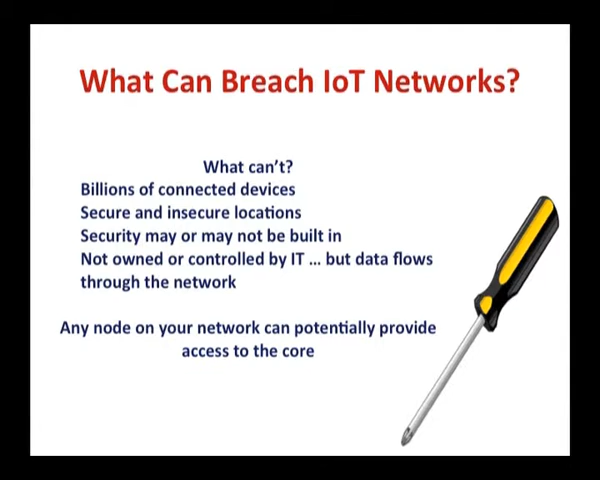 What Can Breach IoT Networks?
What can't?
Billions of connected devices
Secure and insecure locations
Security may or may not be built in
Not owned or controlled by IT ... but data flows
through the network
Any node on your network can potentially provide
access to the core